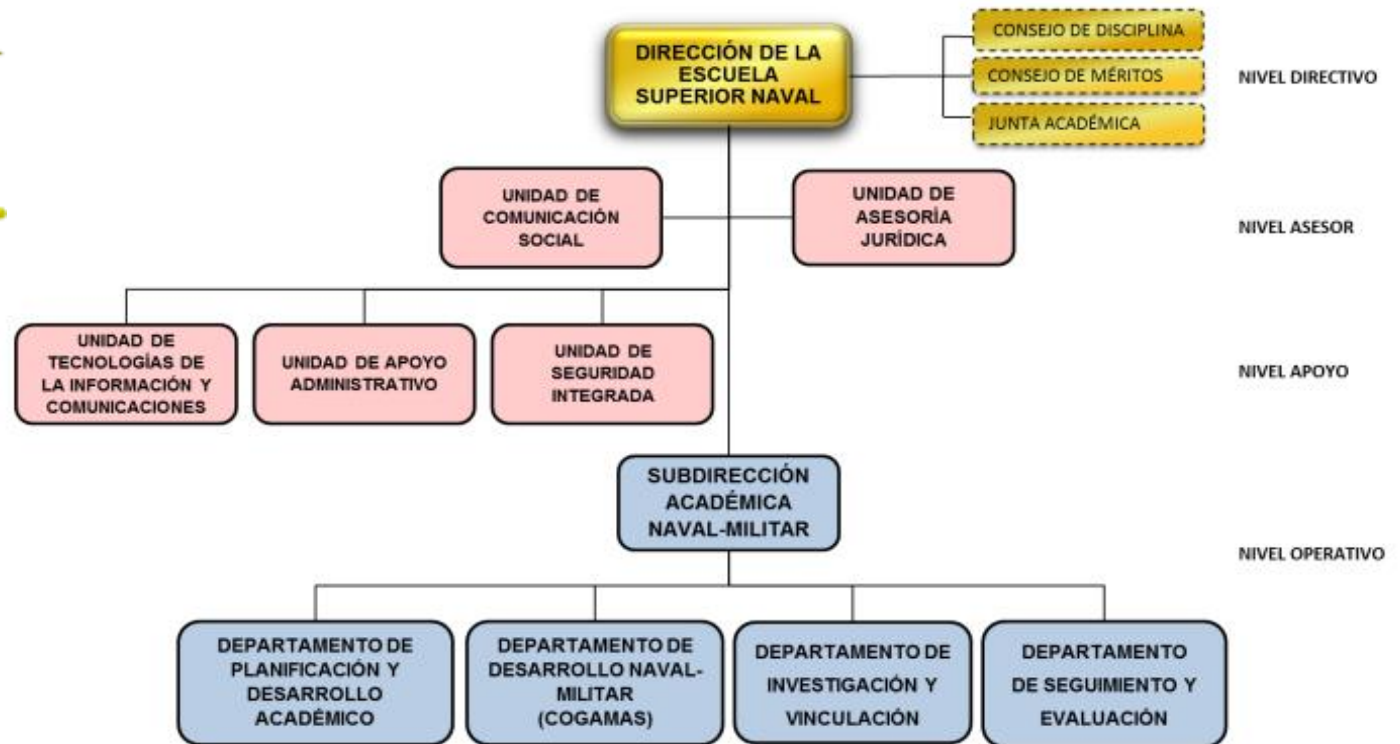 DIRECCIÓN DE LA
ESCUELA
SUPERIOR NAVAL
CONSEJO DE DISCIPLINA
CONSEJO DE MÉRITOS
JUNTA ACADÉMICA
NIVEL DIRECTIVO
UNIDAD DE
COMUNICACIÓN
SOCIAL
UNIDAD DE
ASESORÍA
JURÍDICA
NIVEL ASESOR
UNIDAD DE
TECNOLOGÍAS DE
LA INFORMACIÓN Y
COMUNICACIONES
UNIDAD DE APOYO
ADMINISTRATIVO
UNIDAD DE
SEGURIDAD
INTEGRADA
NIVEL APOYO
SUBDIRECCIÓN
ACADÉMICA
NAVAL-MILITAR
NIVEL OPERATIVO
DEPARTAMENTO DE
PLANIFICACIÓN Y
DESARROLLO
ACADÉMICO
DEPARTAMENTO DE
DESARROLLO NAVAL-
MILITAR
(COGAMAS)
DEPARTAMENTO DE
INVESTIGACIÓN Y
VINCULACIÓN
DEPARTAMENTO
DE SEGUIMIENTO Y
EVALUACIÓN